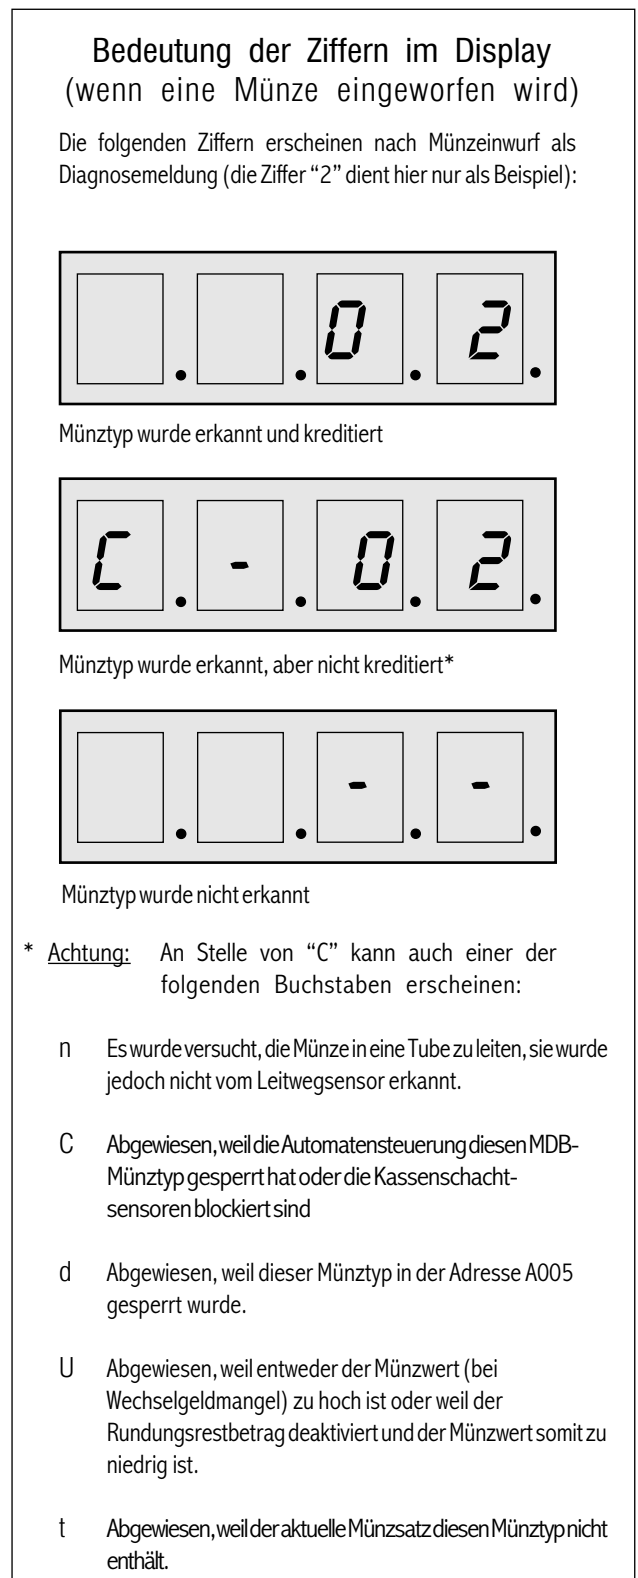 Bedeutung der Ziffern im Display
(wenn eine Münze eingeworfen wird)
Die folgenden Ziffern erscheinen nach Münzeinwurf als
Diagnosemeldung (die Ziffer “2” dient hier nur als Beispiel):
. . 0. 2.
Münztyp wurde erkannt und kreditiert
C. -. 0. 2.
Münztyp wurde erkannt, aber nicht kreditiert*
. . -. -.
Münztyp wurde nicht erkannt
* Achtung: An Stelle von “C” kann auch einer der
folgenden Buchstaben erscheinen:
n Es wurde versucht, die Münze in eine Tube zu leiten, sie wurde
jedoch nicht vom Leitwegsensor erkannt.
C Abgewiesen, weil die Automatensteuerung diesen MDB-
Münztyp gesperrt hat oder die Kassenschacht-
sensoren blockiert sind
d Abgewiesen, weil dieser Münztyp in der Adresse A005
gesperrt wurde.
U Abgewiesen, weil entweder der Münzwert (bei
Wechselgeldmangel) zu hoch ist oder weil der
Rundungsrestbetrag deaktiviert und der Münzwert somit zu
niedrig ist.
t Abgewiesen, weil der aktuelle Münzsatz diesen Münztyp nicht
enthält.